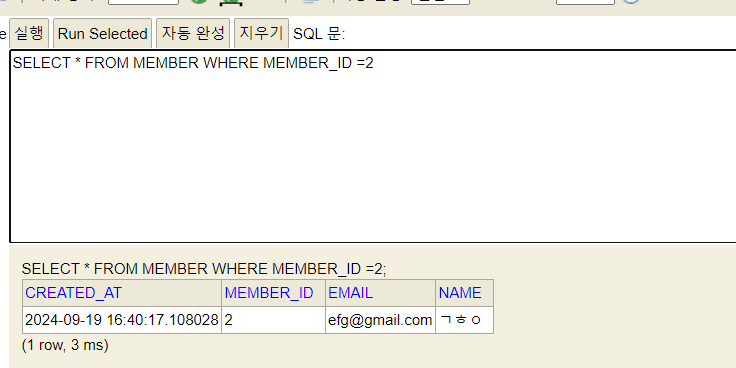 e 실행 Run Selected 자동 완성 지우기 SQL 문:
SELECT * FROM MEMBER WHERE MEMBER_ID =2
SELECT * FROM MEMBER WHERE MEMBER_ID =2;
CREATED_AT MEMBER_ID EMAIL NAME
2024-09-19 16:40:17.108028 2 efg@gmail.com ㄱㅎㅇ
(1 row, 3 ms)